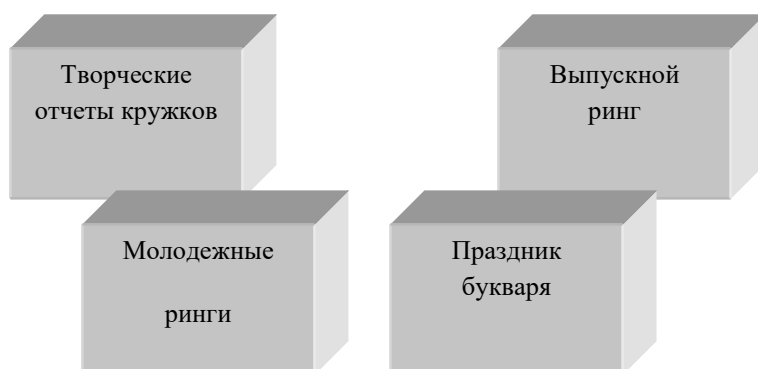 Творческие
отчеты кружков
Выпускной
ринг
Молодежные
ринги
Праздник
букваря